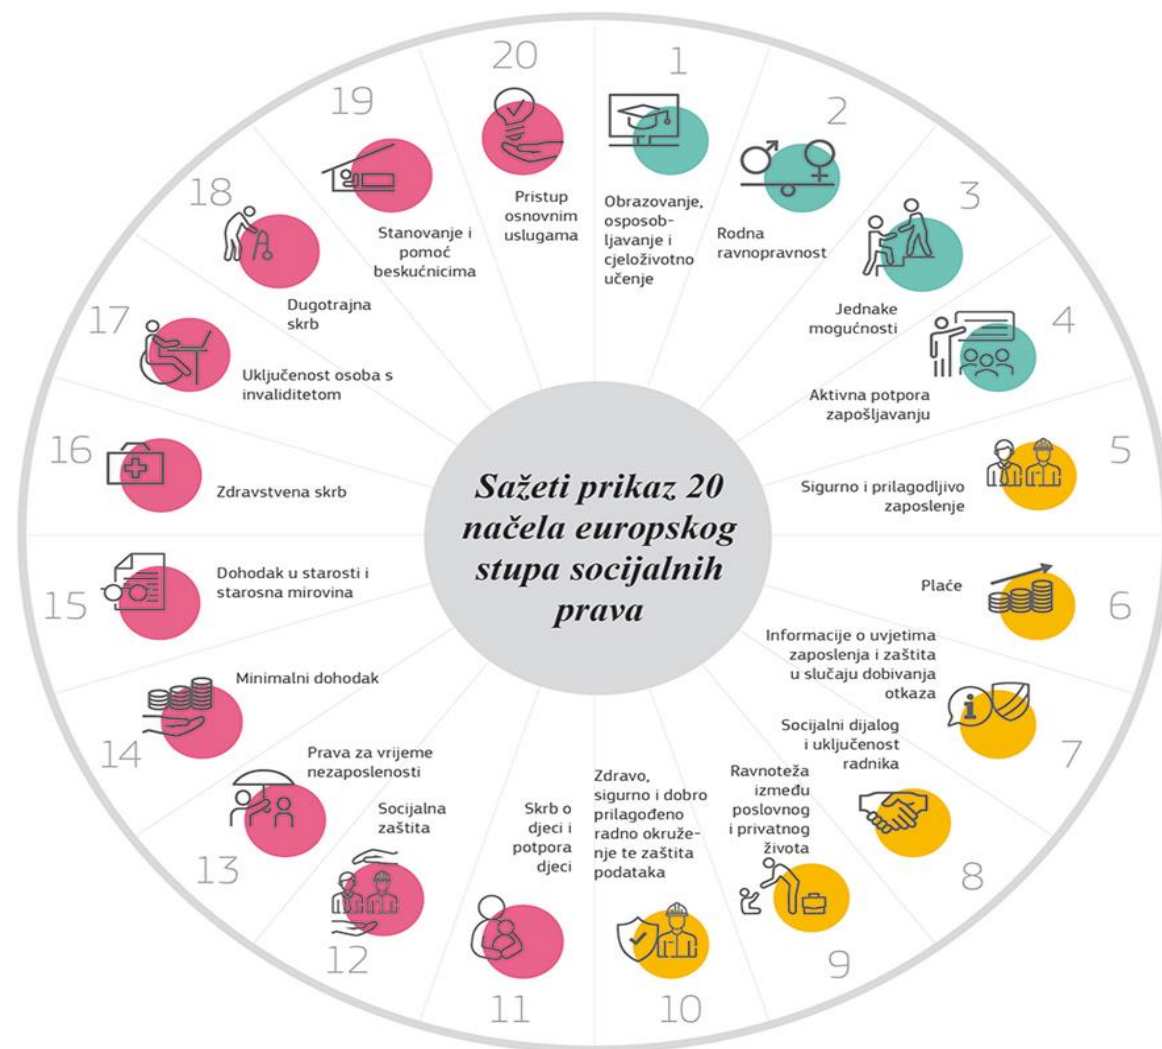 Sažeti prikaz 20
načela europskog
stupa socijalnih
prava
1
Obrazovanje,
osposob-
ljavanje i
cjeloživotno
učenje
2
Rodna
ravnopravnost
3
Jednake
mogućnosti
4
Aktivna potpora
zapošljavanju
5
Sigurno i prilagodljivo
zaposlenje
6
Plaće
7
Informacije o uvjetima
zaposlenja i zaštita
u slučaju dobivanja
otkaza
i
8
Socijalni dijalog
i uključenost
radnika
9
Ravnoteža
između
poslovnog
i privatnog
života
10
Zdravo,
sigurno i dobro
prilagođeno
radno okruže-
nje te zaštita
podataka
11
Skrb o
djeci i
potpora
djeci
12
Socijalna
zaštita
13
Prava za vrijeme
nezaposlenosti
14
Minimalni dohodak
15
Dohodak u starosti i
starosna mirovina
16
Zdravstvena skrb
17
Uključenost osoba s
invaliditetom
18
Dugotrajna
skrb
19
Stanovanje i
pomoć
beskućnicima
20
Pristup
osnovnim
uslugama